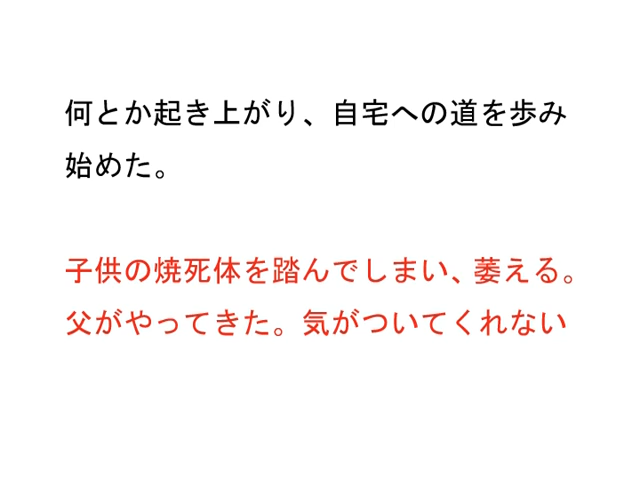 何とか起き上がり、自宅への道を歩み
始めた。
子供の焼死体を踏んでしまい、萎える。
父がやってきた。気がついてくれない